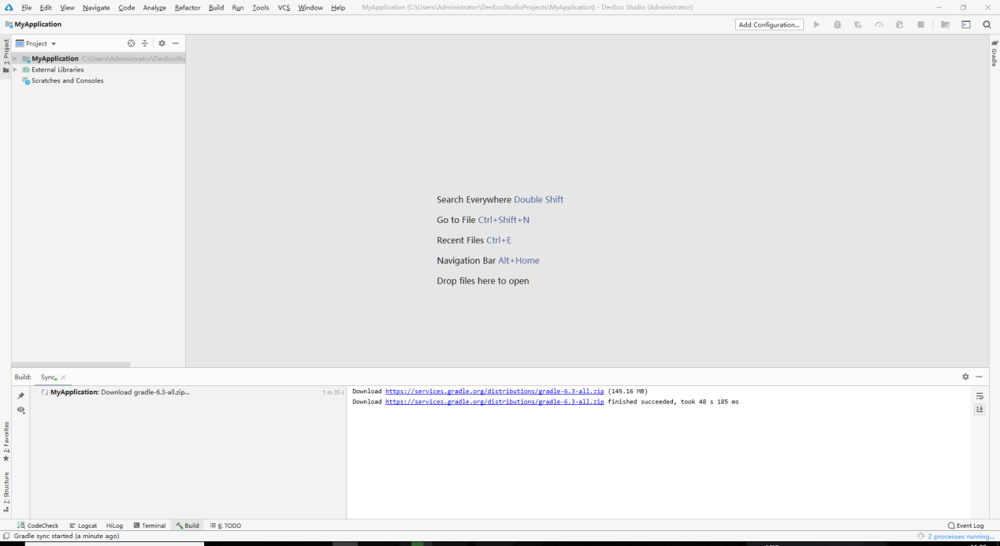 File Edit View Navigate Code Analyze Refactor Build Run Tools VCS Window Help MyApplication [C:\Users\Administrator\DevEcoStudioProjects\MyApplication] - DevEco Studio (Administrator)
MyApplication
Add Configuration...
1: Project
Project
Gradle
MyApplication C:\Users\Administrator\DevEcoStu
External Libraries
Scratches and Consoles
Search Everywhere Double Shift
Go to File Ctrl+Shift+N
Recent Files Ctrl+E
Navigation Bar Alt+Home
Drop files here to open
Build: Sync
MyApplication: Download gradle-6.3-all.zip... 1 m 35 s
Download https://services.gradle.org/distributions/gradle-6.3-all.zip (145.16 MB)
Download https://services.gradle.org/distributions/gradle-6.3-all.zip finished succeeded, took 48 s 185 ms
2: Favorites
7: Structure
CodeCheck Logcat HiLog Terminal Build 6: TODO Event Log
Gradle sync started (a minute ago) 2 processes running...